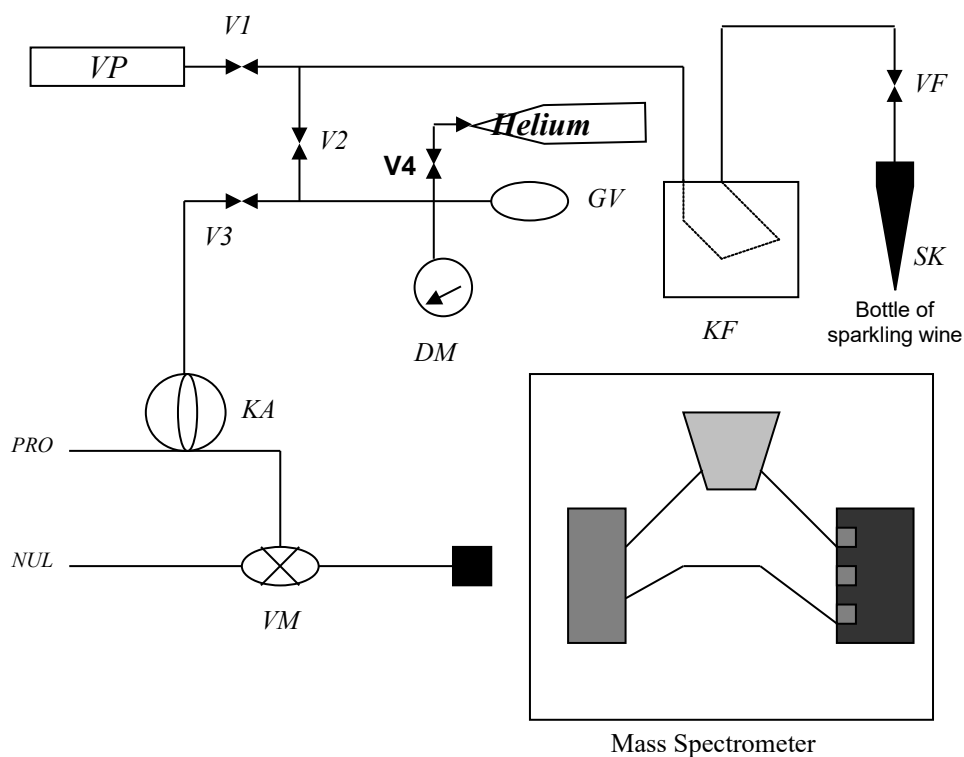 V1
VP
VF
Helium
V2
V4
GV
V3
SK
Bottle of
sparkling wine
KF
DM
KA
PRO
NUL
VM
Mass Spectrometer